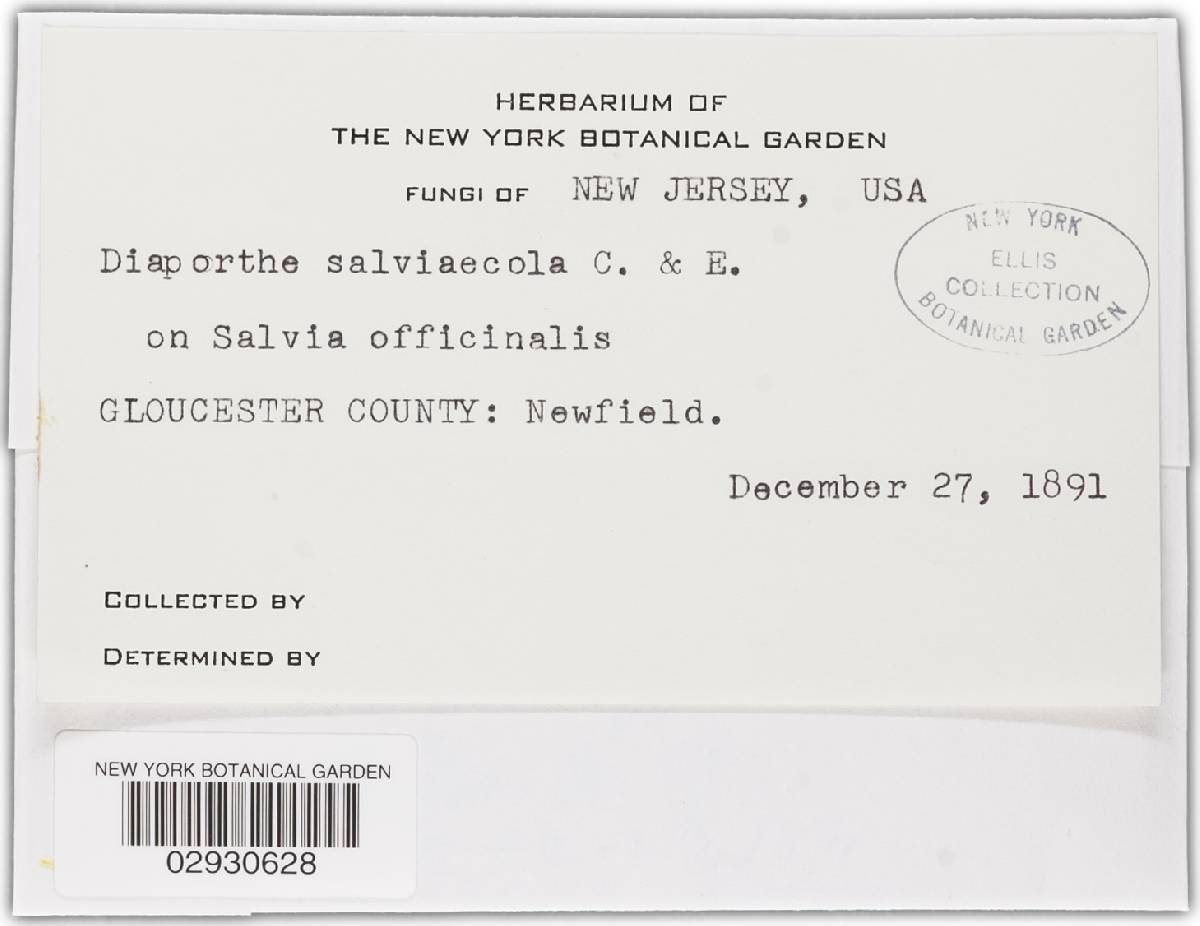 HERBARIUM OF
THE NEW YORK BOTANICAL GARDEN
FUNGI OF NEW JERSEY, USA
Diaporthe salviaecola C. & E.
on Salvia officinalis
GLOUCESTER COUNTY: Newfield.
December 27, 1891
NEW YORK
ELLIS
COLLECTION
BOTANICAL GARDEN
COLLECTED BY
DETERMINED BY
NEW YORK BOTANICAL GARDEN
02930628